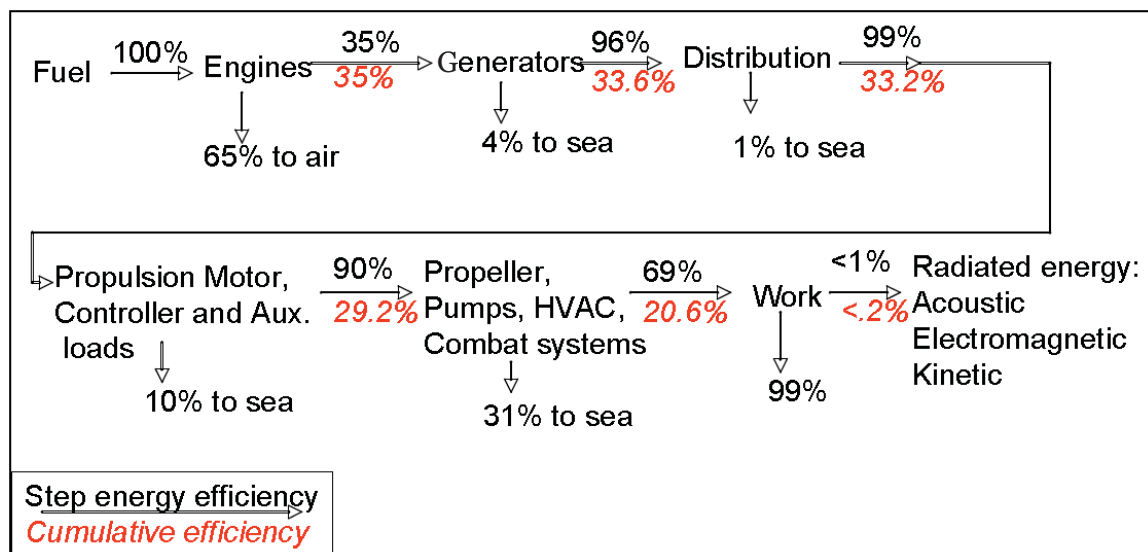 Fuel 100% Engines 35% Generators 96% Distribution 99%
35% 33.6% 33.2%
65% to air 4% to sea 1% to sea
Propulsion Motor, 90% Propeller, 69% Work <1% Radiated energy:
Controller and Aux. 29.2% Pumps, HVAC, 20.6% <.2% Acoustic
loads Combat systems Electromagnetic
Kinetic
10% to sea 31% to sea 99%
Step energy efficiency
Cumulative efficiency